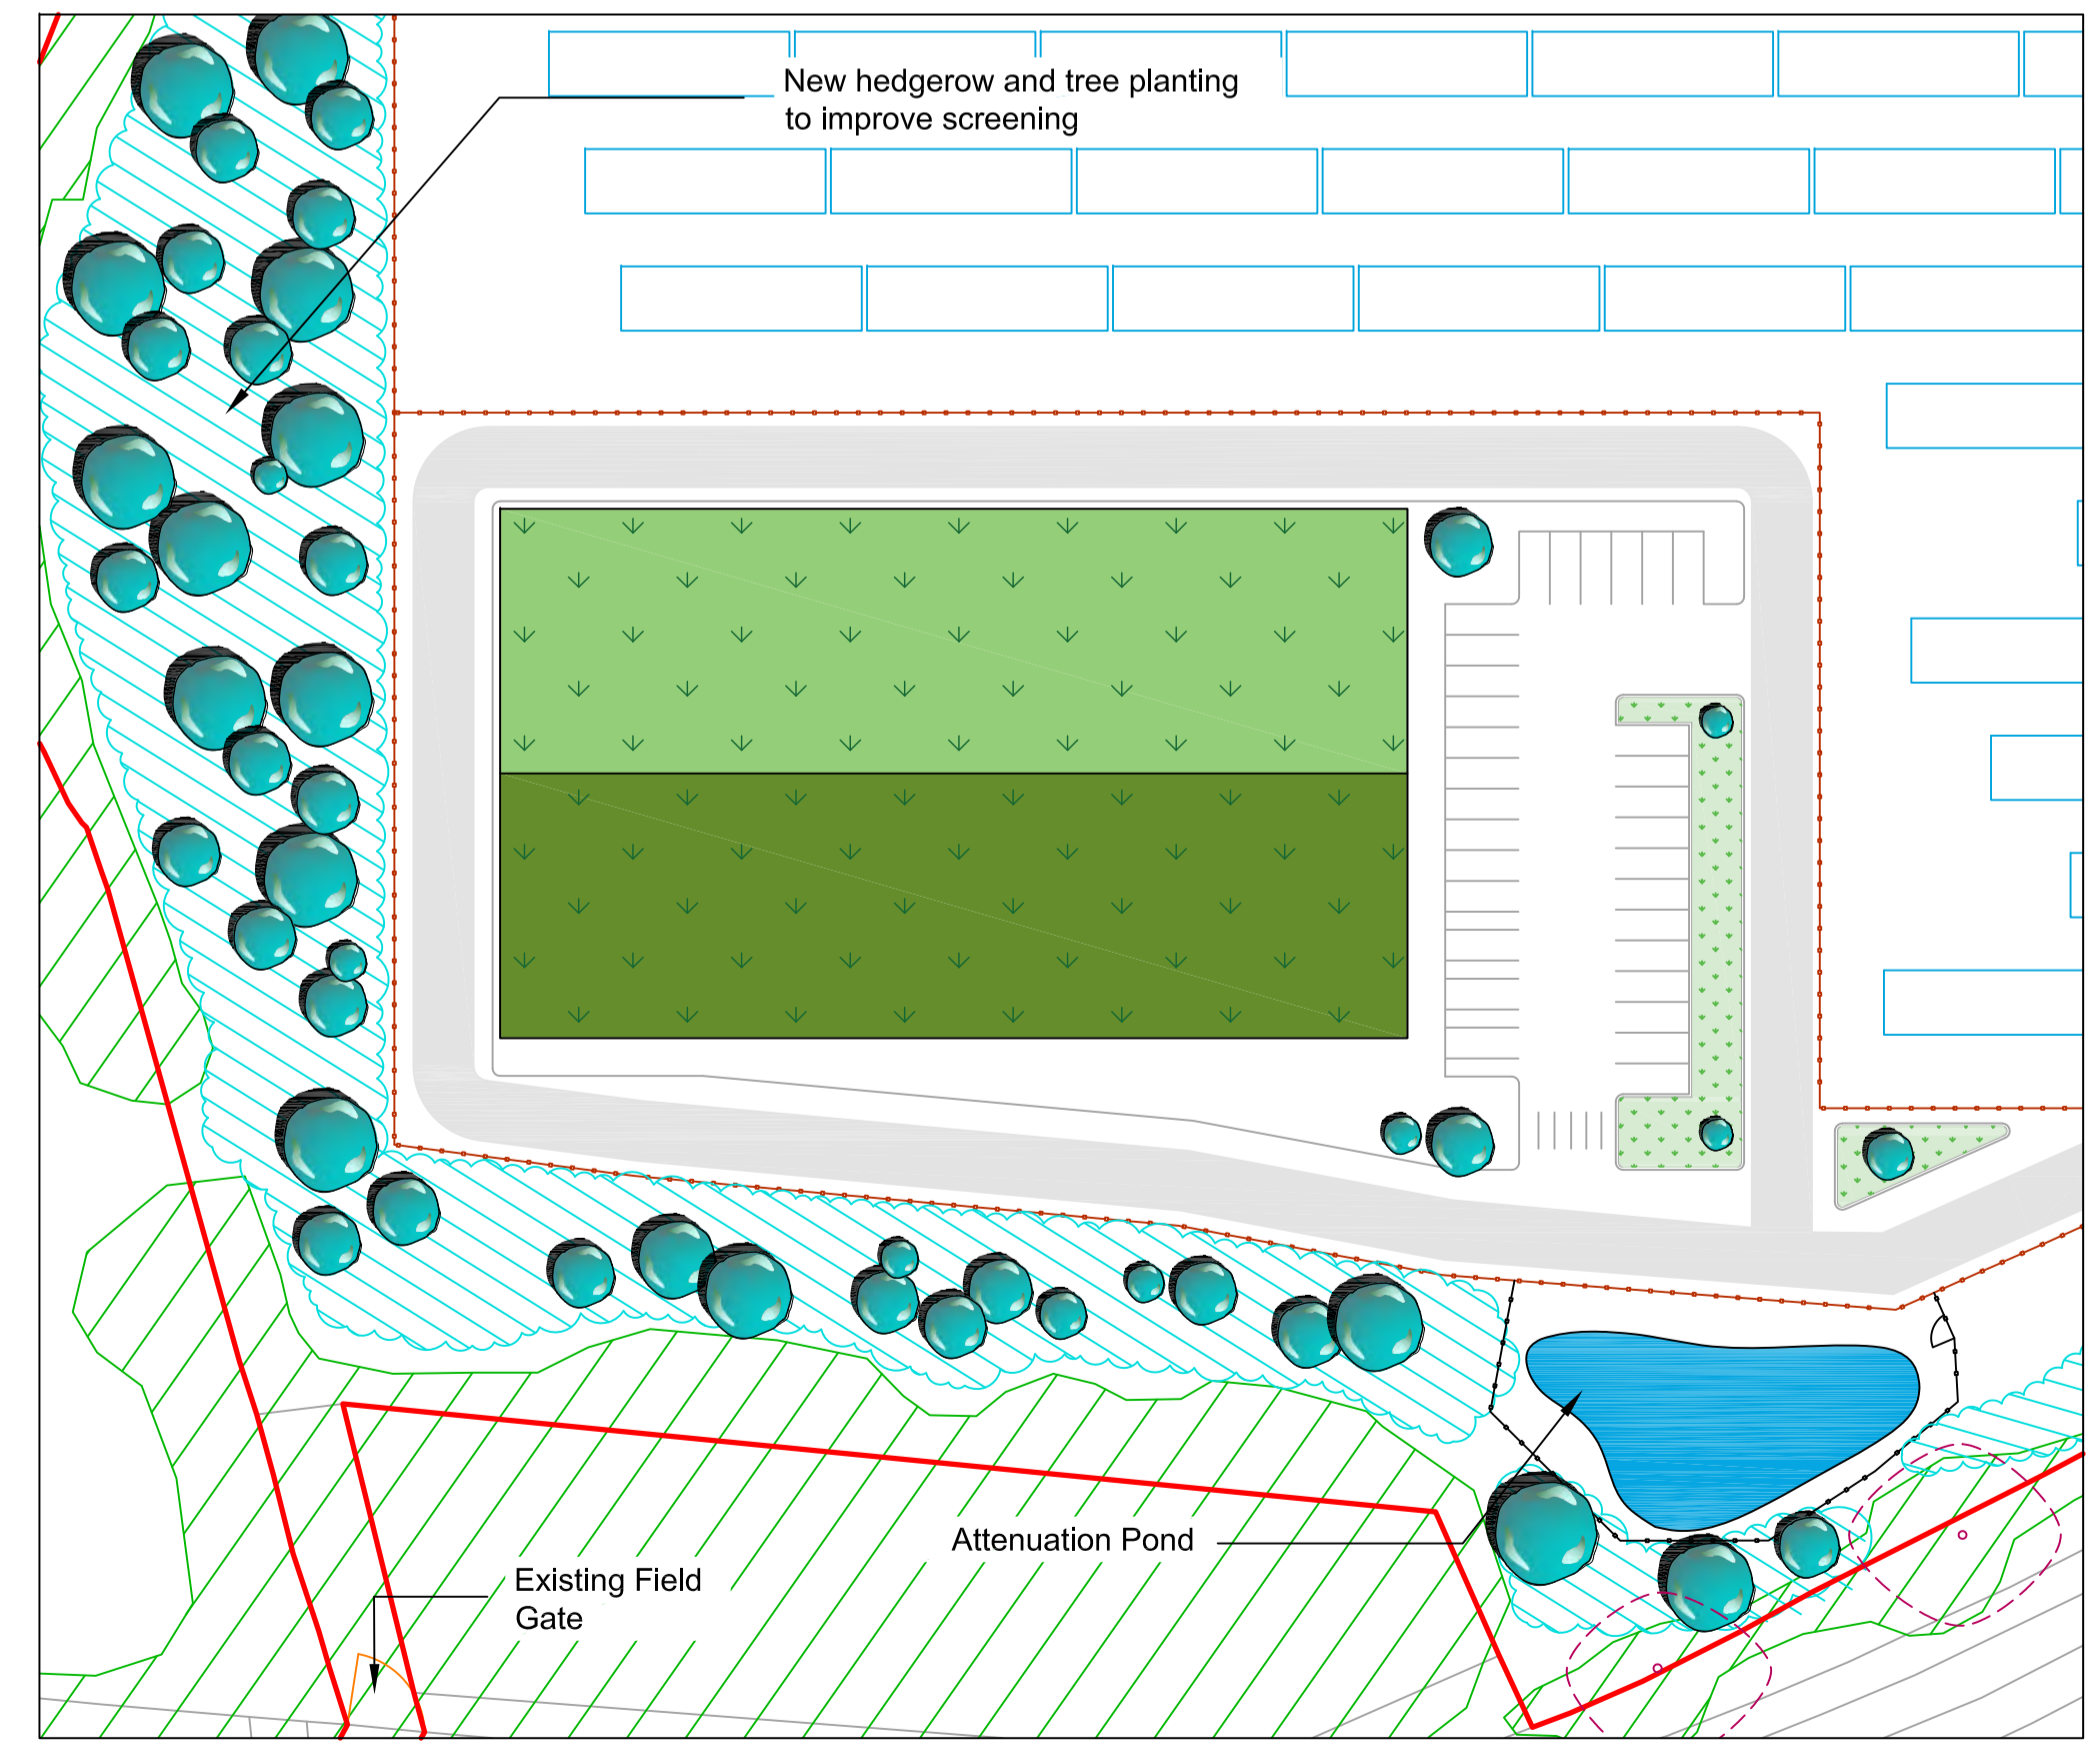 New hedgerow and tree planting
to improve screening
Attenuation Pond
Existing Field
Gate